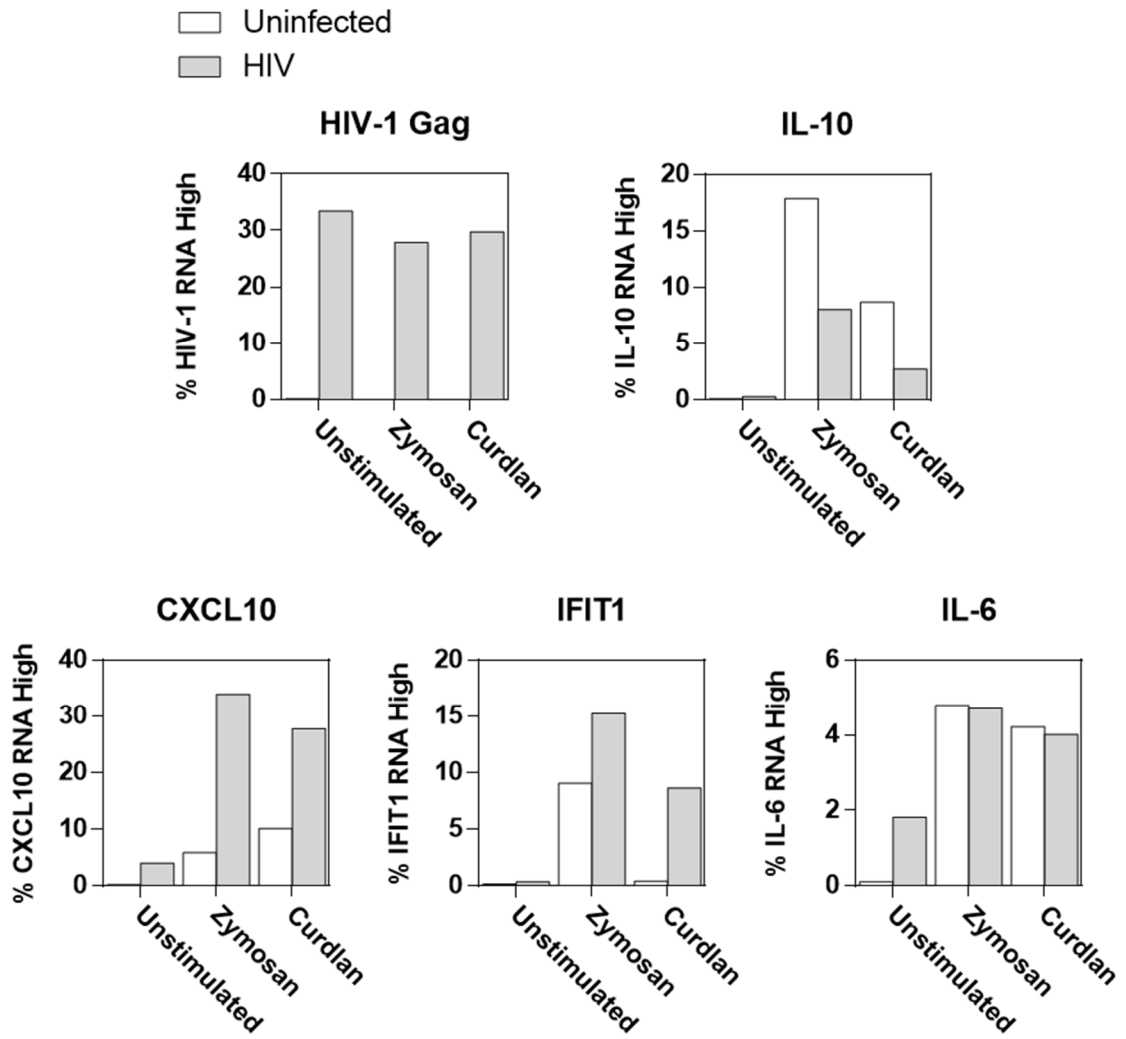 Uninfected
HIV
HIV-1 Gag
% HIV-1 RNA High
40
30
20
10
0
Unstimulated
Zymosan
Curdlan
IL-10
% IL-10 RNA High
20
15
10
5
0
Unstimulated
Zymosan
Curdlan
CXCL10
% CXCL10 RNA High
40
30
20
10
0
Unstimulated
Zymosan
Curdlan
IFIT1
% IFIT1 RNA High
20
15
10
5
0
Unstimulated
Zymosan
Curdlan
IL-6
% IL-6 RNA High
6
4
2
0
Unstimulated
Zymosan
Curdlan